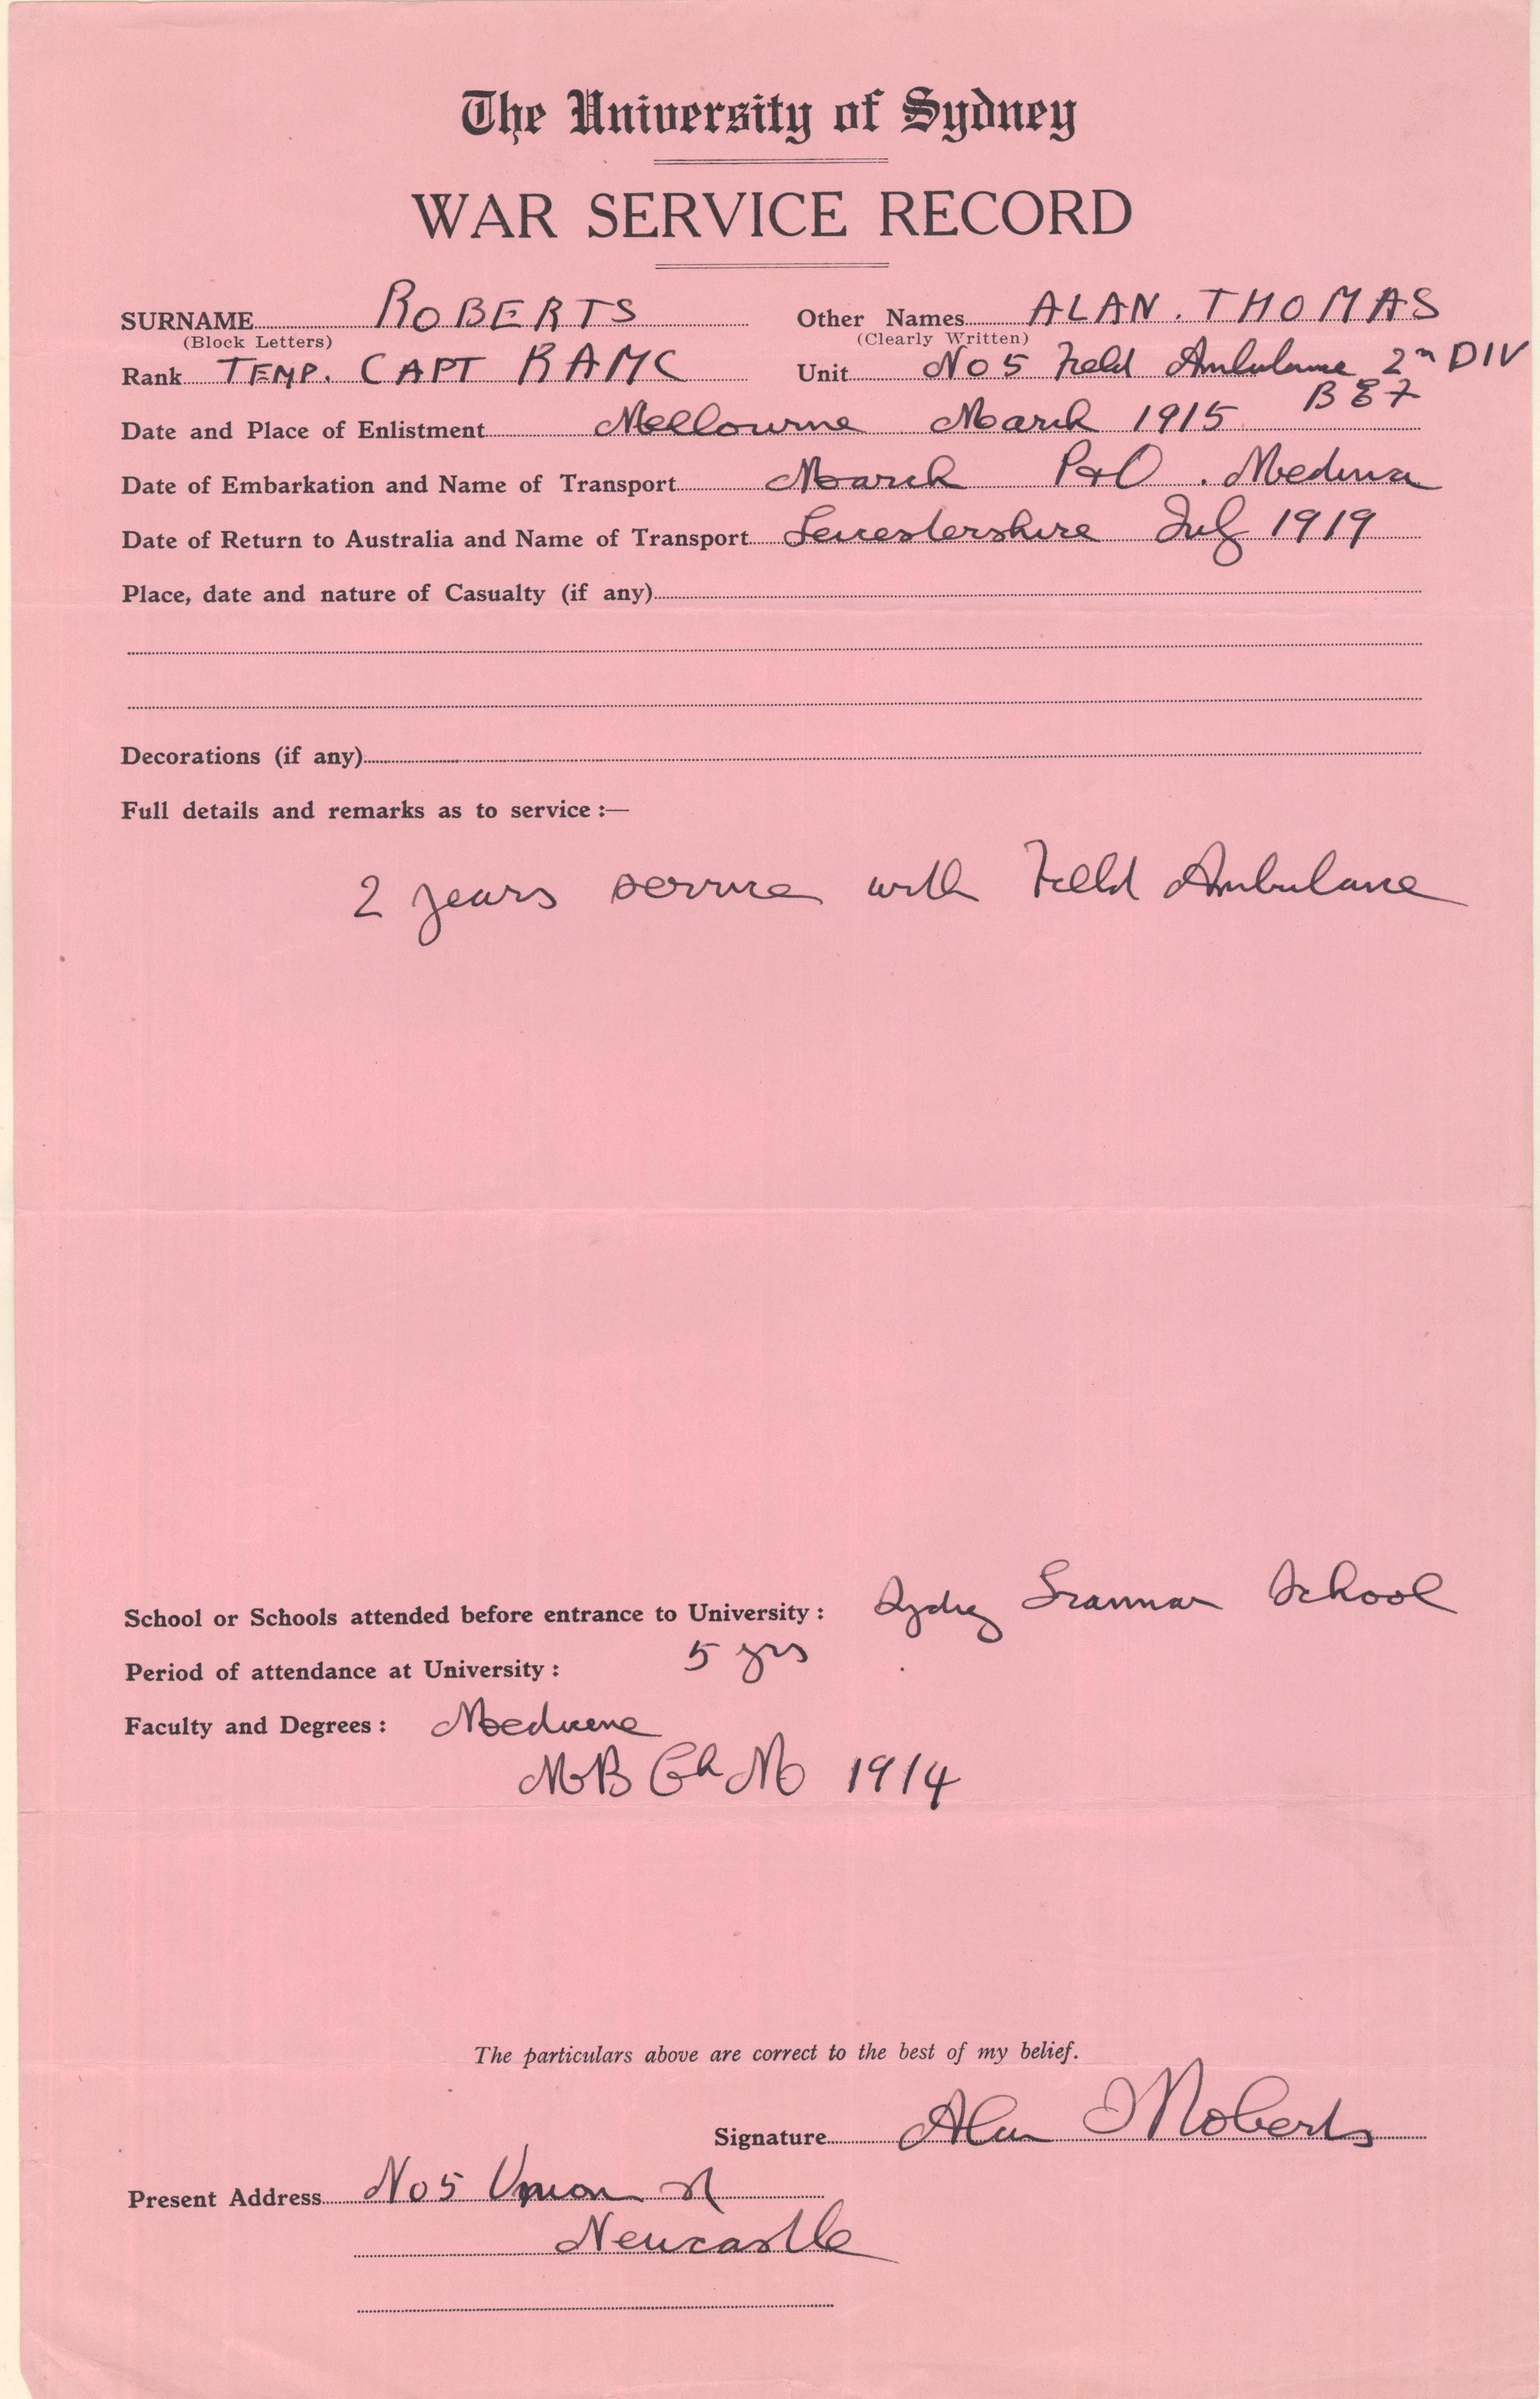 The University of Sydney
WAR SERVICE RECORD
SURNAME ROBERTS Other Names ALAN. THOMAS
(Block Letters) (Clearly Written)
Rank TEMP. CAPT RAMC Unit No 5 Field Ambulance 2n DIV
BEF
Date and Place of Enlistment Melbourne March 1915
Date of Embarkation and Name of Transport March P&O. Medina
Date of Return to Australia and Name of Transport Leicestershire July 1919
Place, date and nature of Casualty (if any)
Decorations (if any)
Full details and remarks as to service :—
2 years service with Field Ambulance
School or Schools attended before entrance to University : Sydney Grammar School
Period of attendance at University : 5 yrs
Faculty and Degrees : Medicine
MB ChM 1914
The particulars above are correct to the best of my belief.
Signature Alan T Roberts
Present Address No 5 Union St
Newcastle